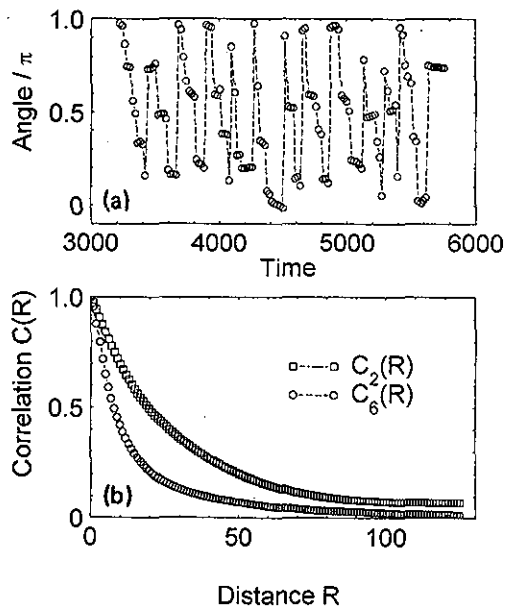 Angle / π
1.0
0.5
0
(a)
3000
4000
5000
6000
Time
Correlation C(R)
1.0
0.5
0
(b)
C2(R)
C6(R)
0
50
100
Distance R